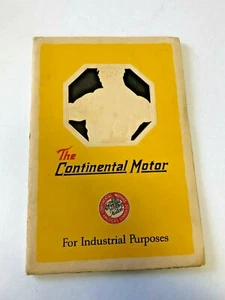 The
Continental Motor
For Industrial Purposes